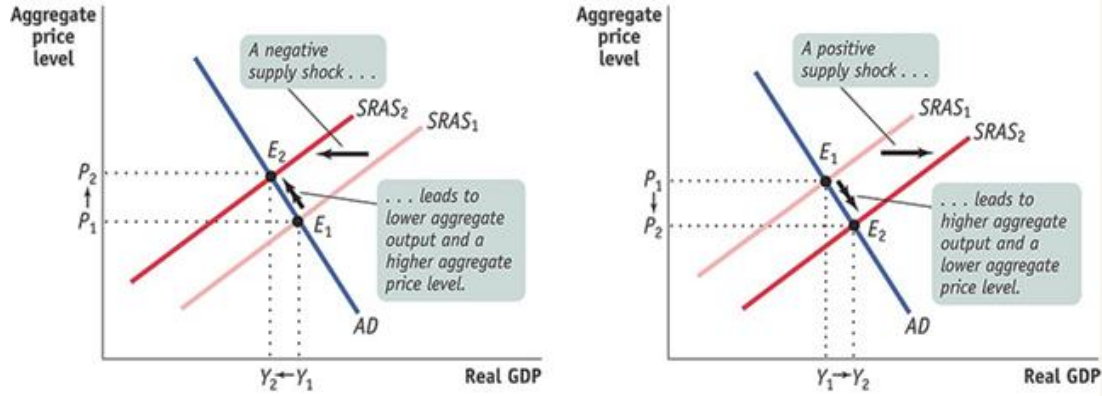 Aggregate
price
level
A negative
supply shock . . .
SRAS₂
SRAS₁
E₂
P₂
P₁
E₁
. . . leads to
lower aggregate
output and a
higher aggregate
price level.
AD
Y₂ Y₁
Real GDP
Aggregate
price
level
A positive
supply shock . . .
SRAS₁
SRAS₂
E₁
P₁
P₂
E₂
. . . leads to
higher aggregate
output and a
lower aggregate
price level.
AD
Y₁ Y₂
Real GDP